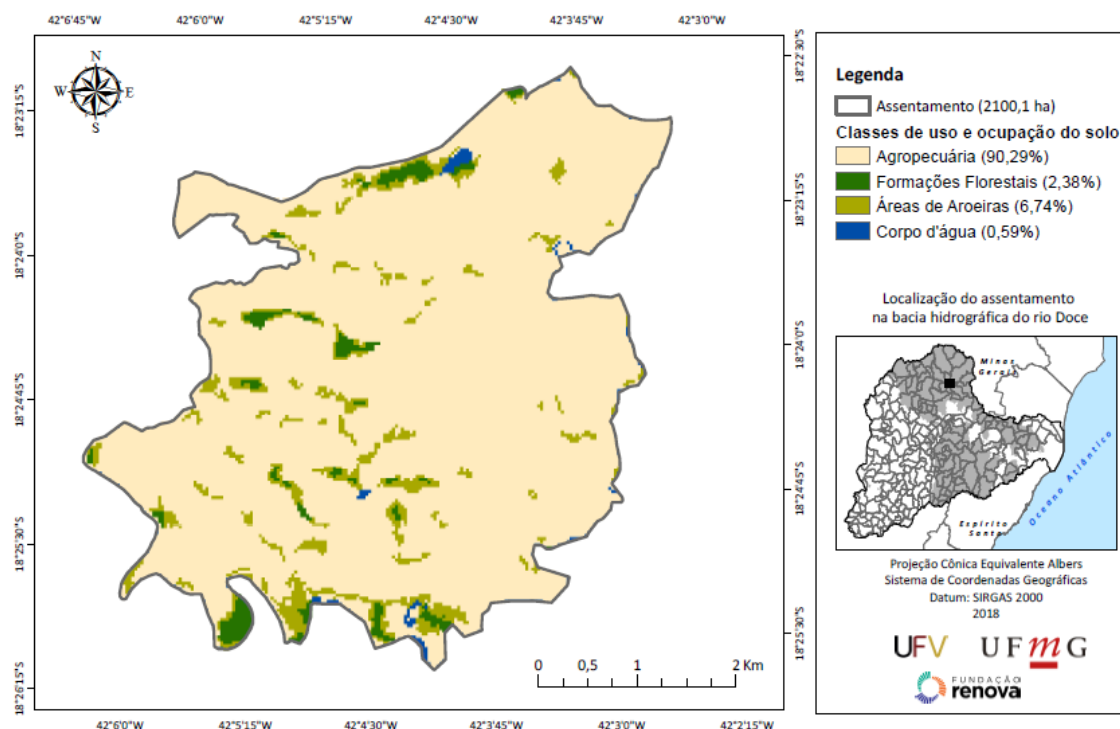 42°6'45"W 42°6'0"W 42°5'15"W 42°4'30"W 42°3'45"W 42°3'0"W
18°23'15"S
18°24'0"S
18°24'45"S
18°25'30"S
18°26'15"S
N
W E
S
18°22'30"S
18°23'15"S
18°24'0"S
18°24'45"S
18°25'30"S
0 0,5 1 2 Km
42°6'0"W 42°5'15"W 42°4'30"W 42°3'45"W 42°3'0"W 42°2'15"W
Legenda
Assentamento (2100,1 ha)
Classes de uso e ocupação do solo
Agropecuária (90,29%)
Formações Florestais (2,38%)
Áreas de Aroeiras (6,74%)
Corpo d'água (0,59%)
Localização do assentamento
na bacia hidrográfica do rio Doce
Minas
Gerais
Oceano Atlântico
Espírito
Santo
Projeção Cônica Equivalente Albers
Sistema de Coordenadas Geográficas
Datum: SIRGAS 2000
2018
UFV UFmG
FUNDAÇÃO
renova